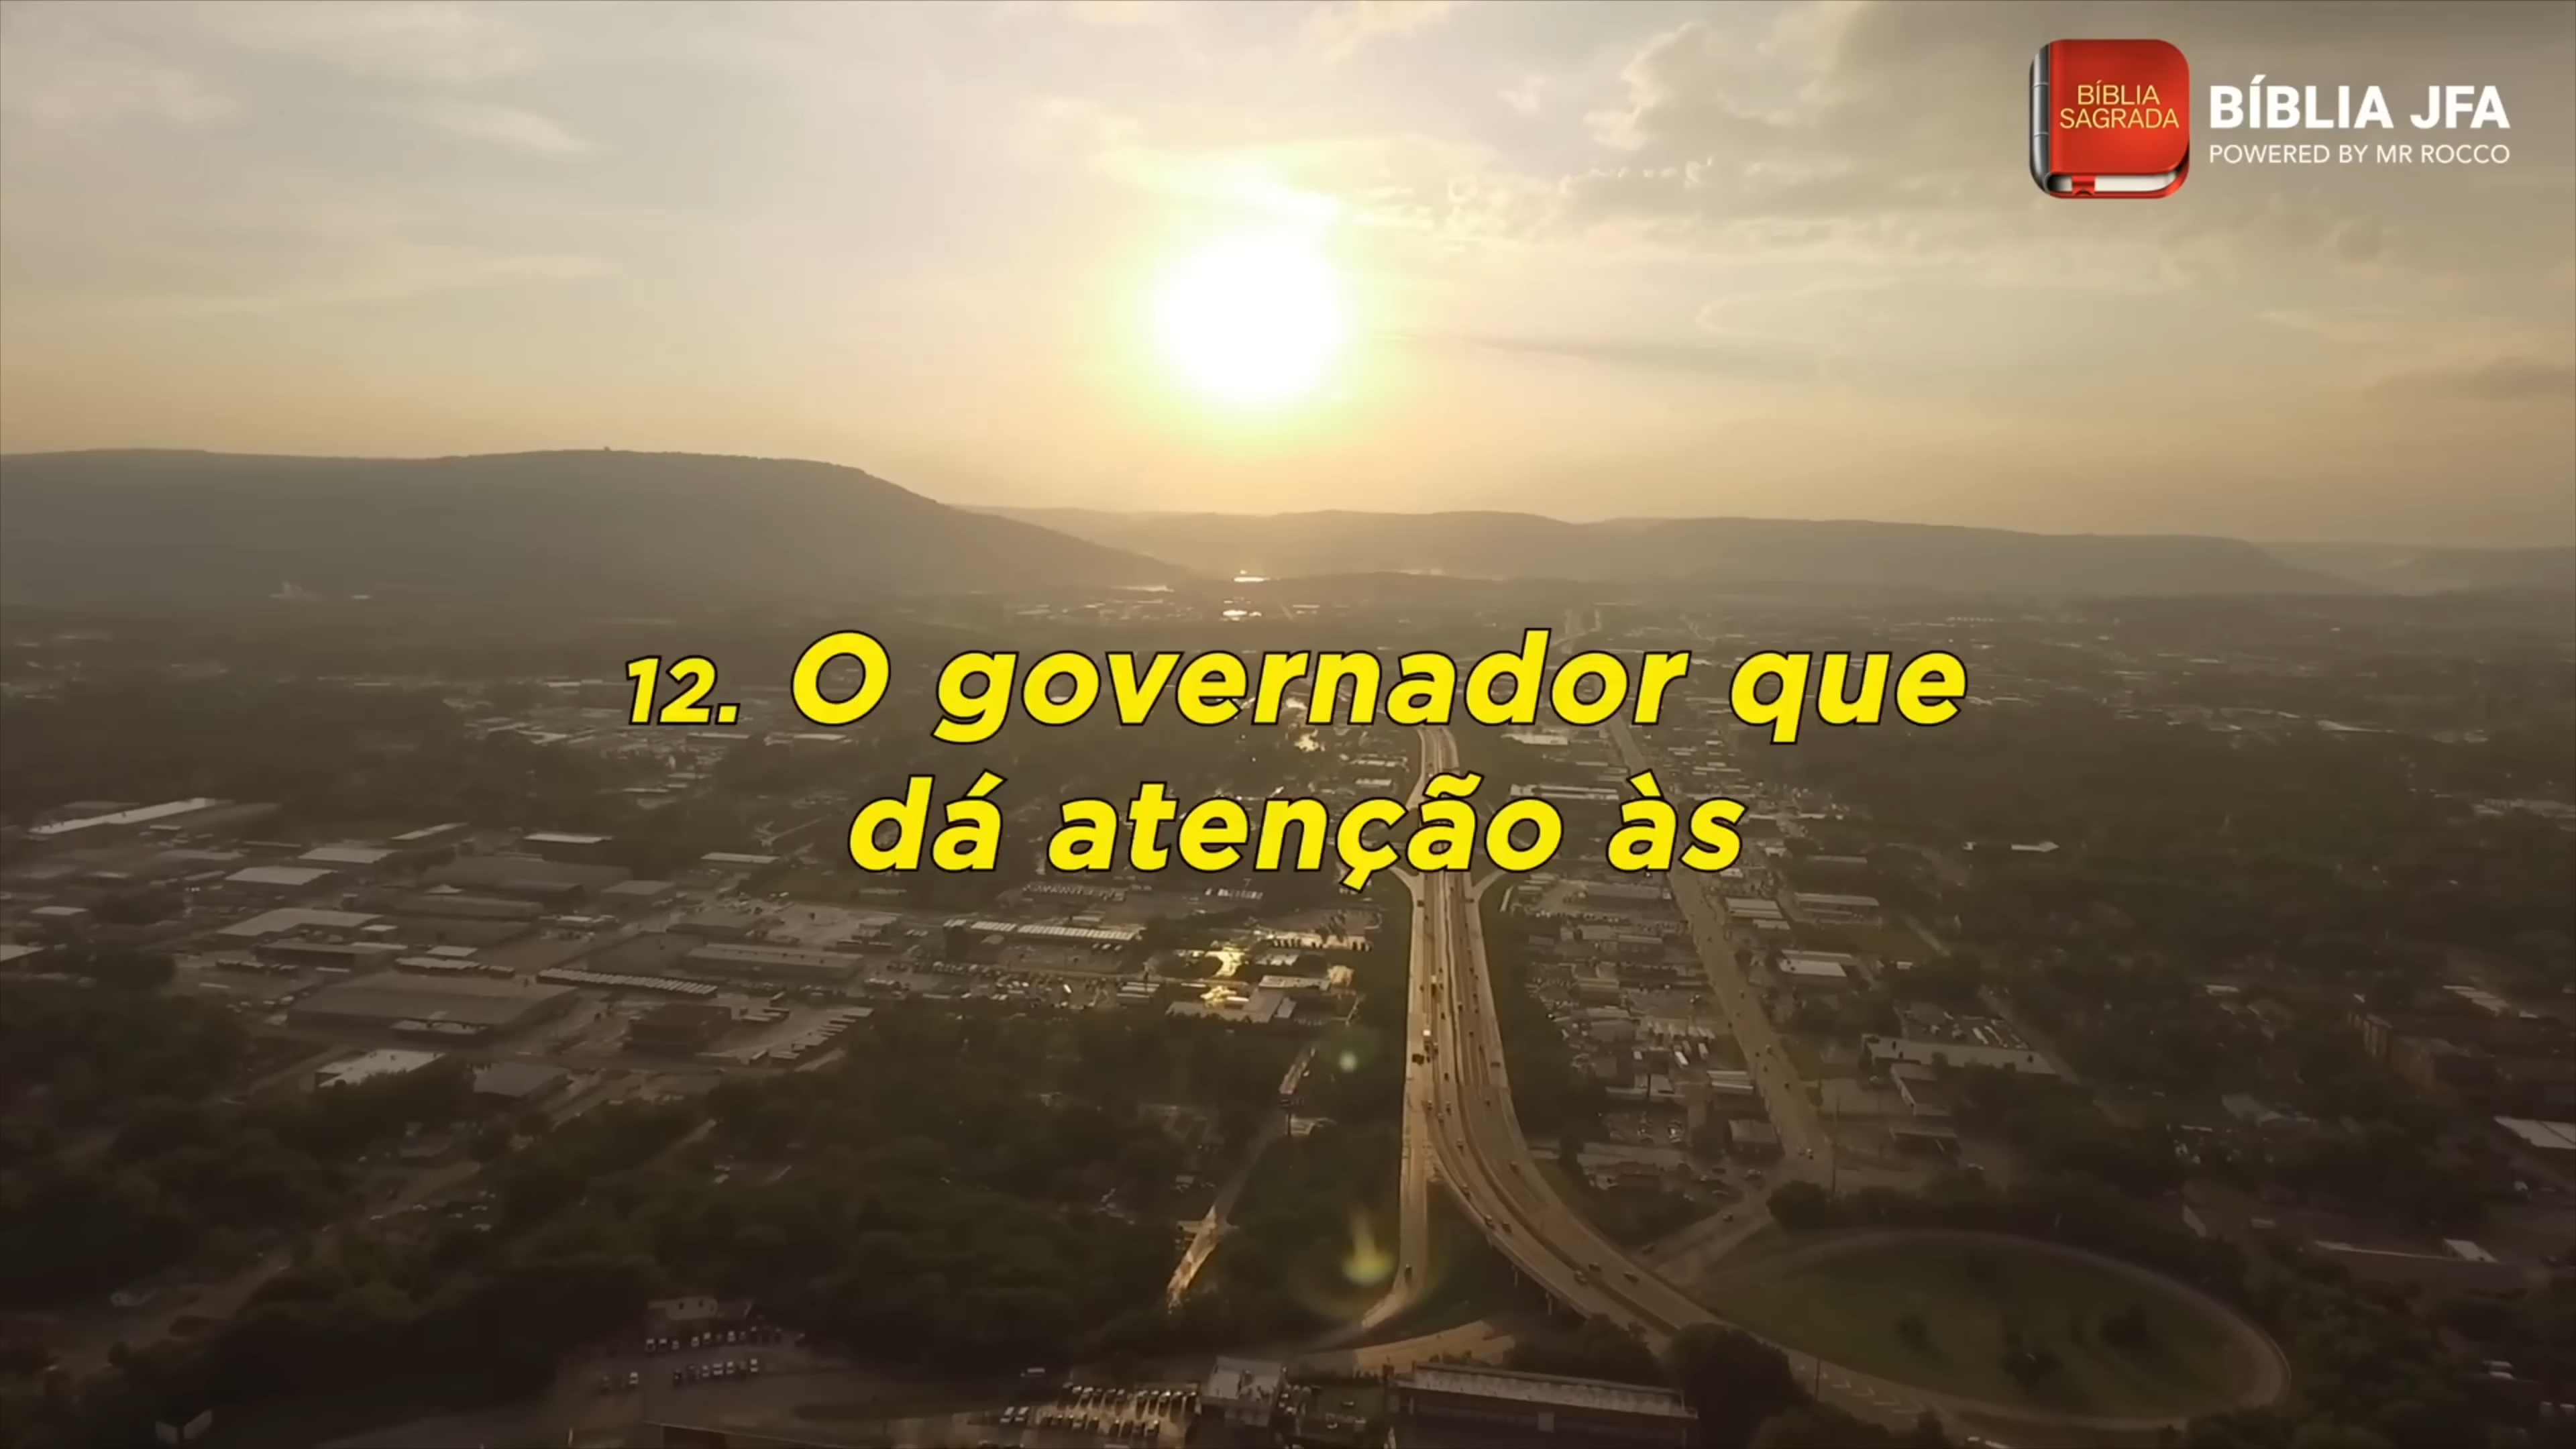 BÍBLIA
SAGRADA
BÍBLIA JFA
POWERED BY MR ROCCO
12. O governador que
dá atenção às